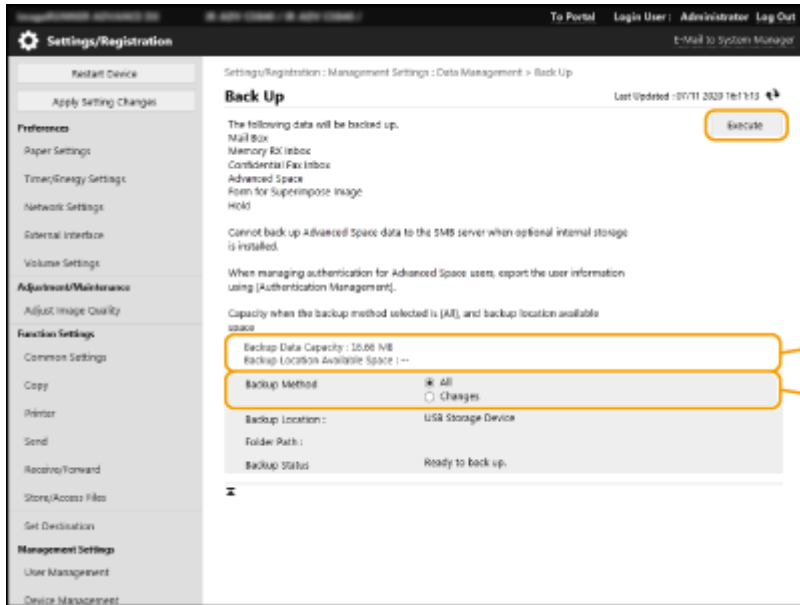 To Portal Login User : Administrator Log Out
Settings/Registration
E-Mail to System Manager
Restart Device
Apply Setting Changes
Preferences
Paper Settings
Timer/Energy Settings
Network Settings
External Interface
Volume Settings
Adjustment/Maintenance
Adjust Image Quality
Function Settings
Common Settings
Copy
Printer
Send
Receive/Forward
Store/Access Files
Set Destination
Management Settings
User Management
Device Management
Settings/Registration : Management Settings : Data Management > Back Up
Back Up
Last Updated : 07/11 2020 16:11:13
Execute
The following data will be backed up.
Mail Box
Memory RX Inbox
Confidential Fax Inbox
Advanced Space
Form for Superimpose Image
Hold
Cannot back up Advanced Space data to the SMB server when optional internal storage
is installed.
When managing authentication for Advanced Space users, export the user information
using [Authentication Management].
Capacity when the backup method selected is [All], and backup location available
space
Backup Data Capacity : MB
Backup Location Available Space : --
Backup Method All
Changes
Backup Location : USB Storage Device
Folder Path :
Backup Status Ready to back up.